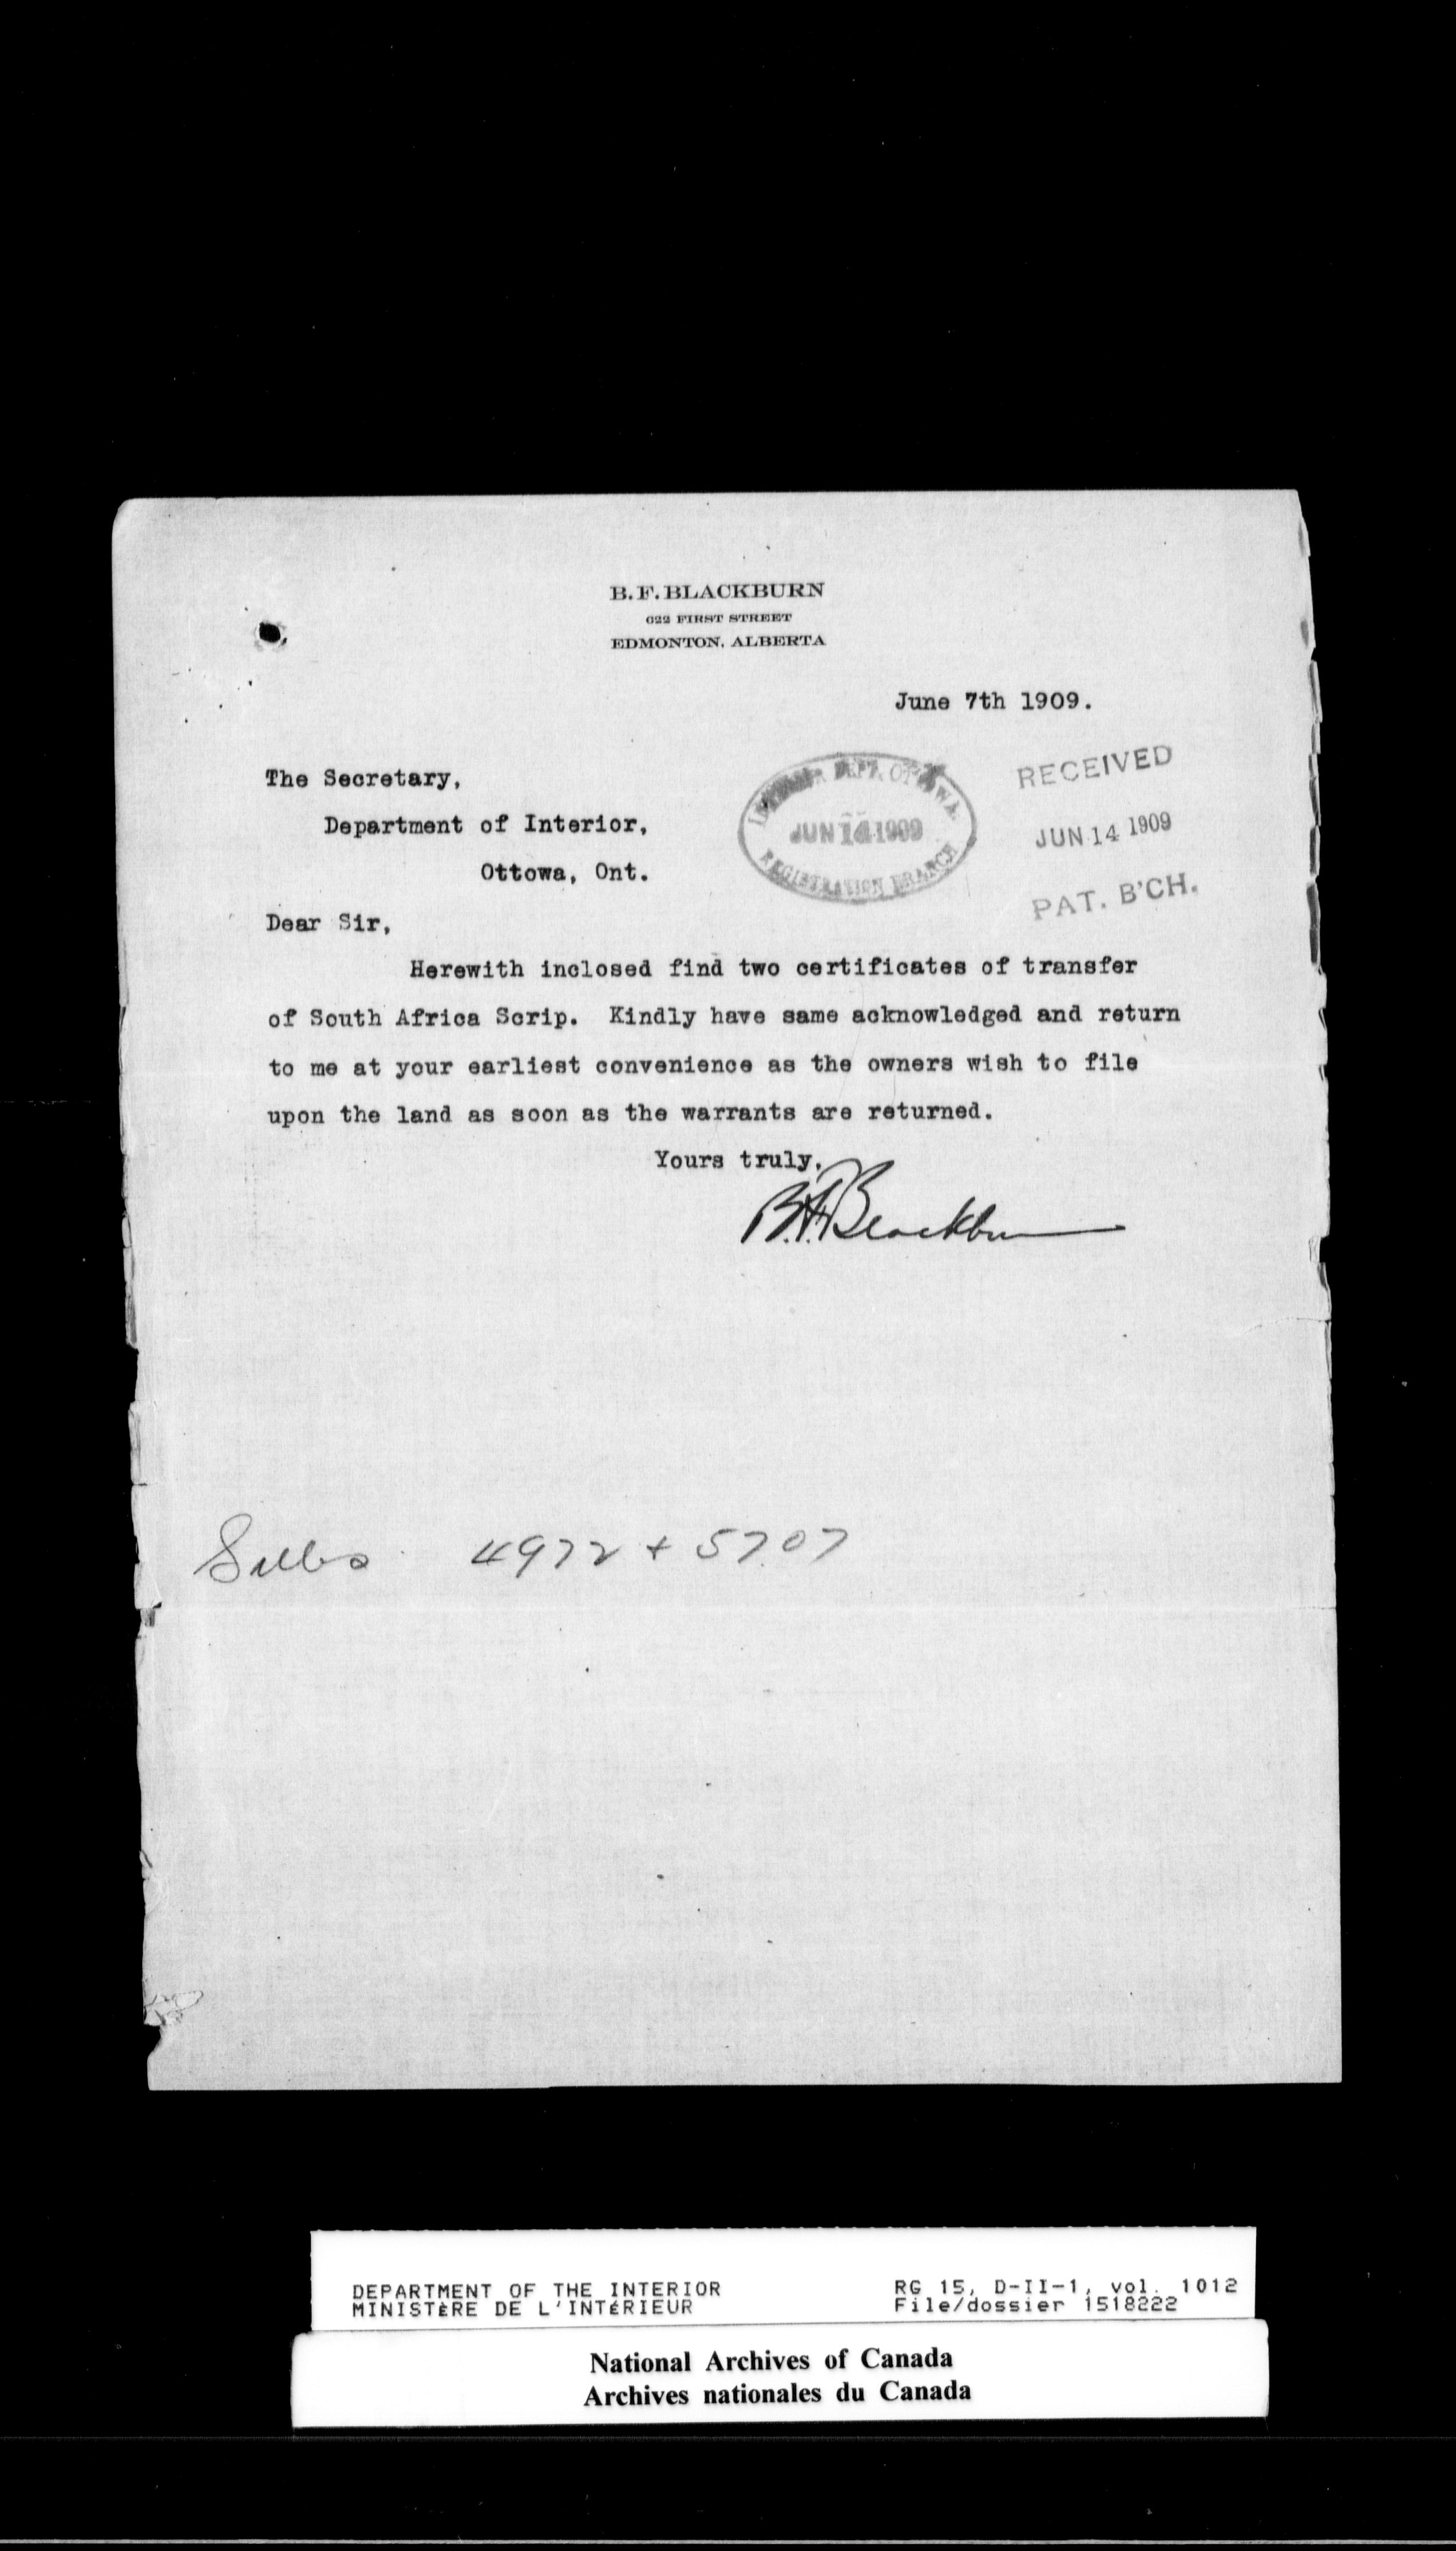 B. F. BLACKBURN
622 FIRST STREET
EDMONTON, ALBERTA
June 7th 1909.
The Secretary,
Department of Interior,
Ottowa, Ont.
INTERIOR DEPT. OTTAWA.
JUN 14 1909
REGISTRATION BRANCH
RECEIVED
JUN 14 1909
PAT. B'CH.
Dear Sir,
Herewith inclosed find two certificates of transfer
of South Africa Scrip. Kindly have same acknowledged and return
to me at your earliest convenience as the owners wish to file
upon the land as soon as the warrants are returned.
Yours truly,
B.F. Blackburn
4972 + 5707
DEPARTMENT OF THE INTERIOR
MINISTÈRE DE L'INTÉRIEUR
RG 15, D-II-1, vol. 1012
File/dossier 1518222
National Archives of Canada
Archives nationales du Canada